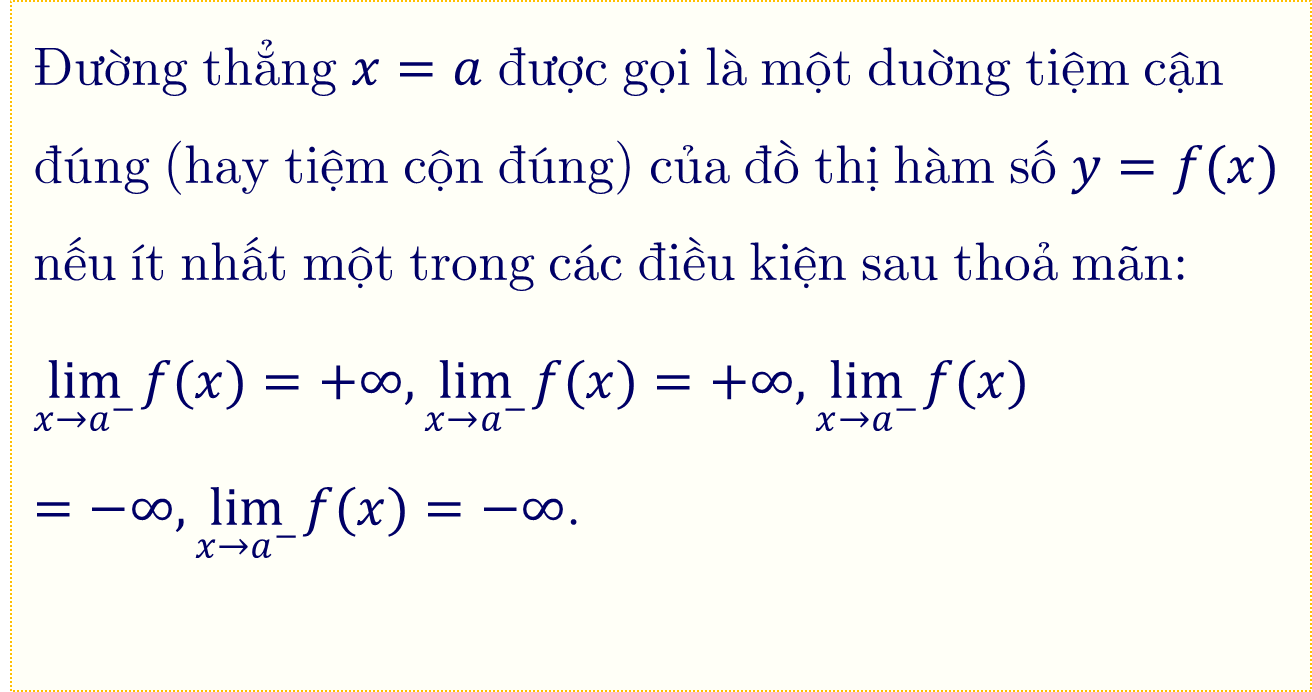 Đường thẳng x = a được gọi là một duờng tiệm cận
đúng (hay tiệm cộn đúng) của đồ thị hàm số y = f(x)
nếu ít nhất một trong các điều kiện sau thoả mãn:
lim_{x→a⁻} f(x) = +∞, lim_{x→a⁻} f(x) = +∞, lim_{x→a⁻} f(x)
= −∞, lim_{x→a⁻} f(x) = −∞.